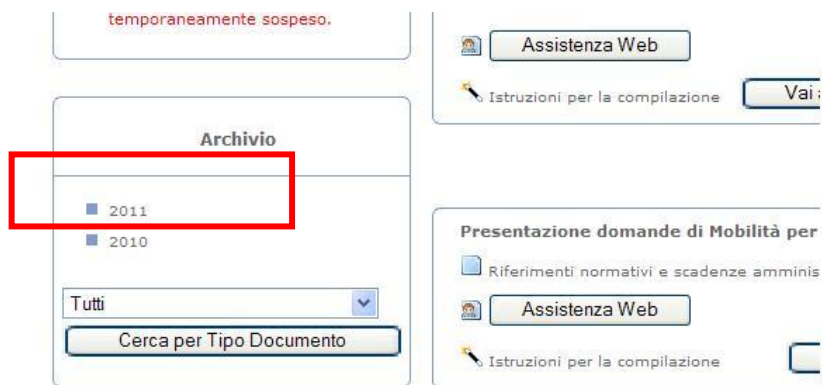 temporaneamente sospeso.
Archivio
2011
2010
Tutti
Cerca per Tipo Documento
Assistenza Web
Istruzioni per la compilazione
Vai
Presentazione domande di Mobilità per
Riferimenti normativi e scadenze
Assistenza Web
Istruzioni per la compilazione